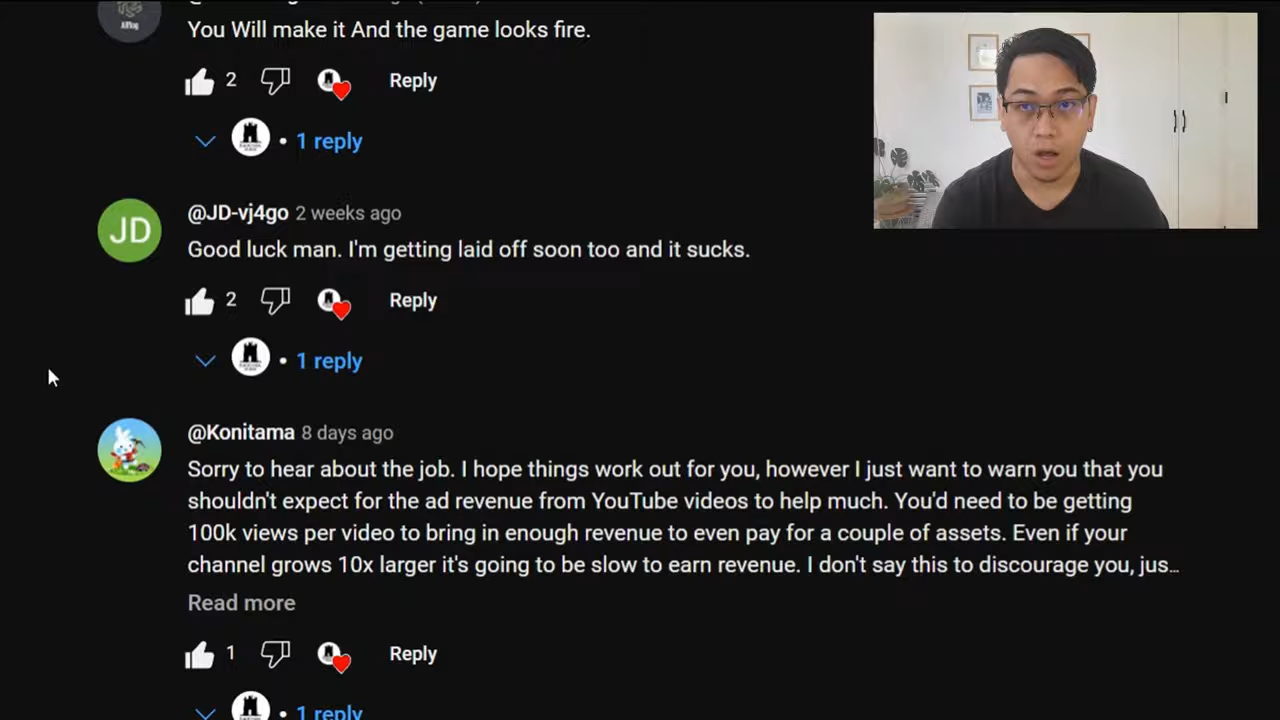 You Will make it And the game looks fire.
2
Reply
1 reply
JD
@JD-vj4go 2 weeks ago
Good luck man. I'm getting laid off soon too and it sucks.
2
Reply
1 reply
@Konitama 8 days ago
Sorry to hear about the job. I hope things work out for you, however I just want to warn you that you
shouldn't expect for the ad revenue from YouTube videos to help much. You'd need to be getting
100k views per video to bring in enough revenue to even pay for a couple of assets. Even if your
channel grows 10x larger it's going to be slow to earn revenue. I don't say this to discourage you, jus…
Read more
1
Reply
1 reply